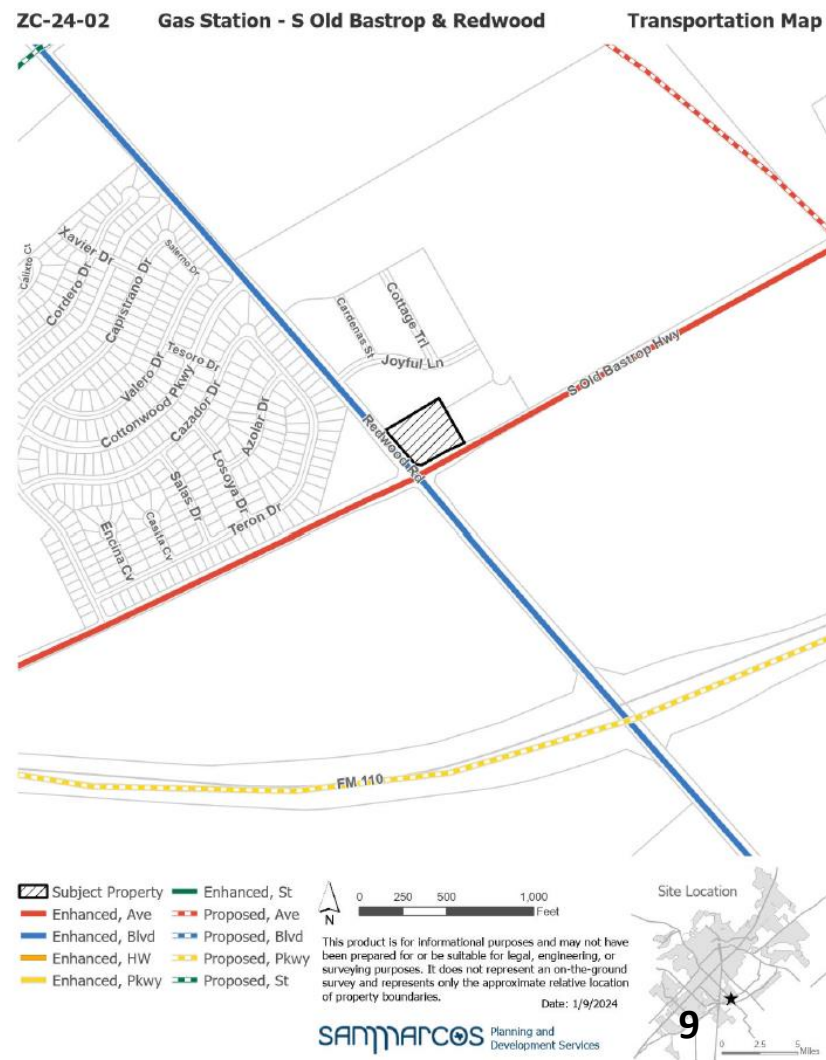 ZC-24-02 Gas Station - S Old Bastrop & Redwood Transportation Map
Calixto Ct
Xavier Dr
Cordero Dr
Capistrano Dr
Salerno Dr
Cardenas St
Cottage Trl
Joyful Ln
S Old Bastrop Hwy
Valero Dr
Tesoro Dr
Cottonwood Pkwy
Cazador Dr
Azolar Dr
Redwood Rd
Losoya Dr
Salas Dr
Teron Dr
Casita Cv
Encina Cv
FM 110
Subject Property
Enhanced, Ave
Enhanced, Blvd
Enhanced, HW
Enhanced, Pkwy
Enhanced, St
Proposed, Ave
Proposed, Blvd
Proposed, Pkwy
Proposed, St
N
0 250 500 1,000
Feet
This product is for informational purposes and may not have
been prepared for or be suitable for legal, engineering, or
surveying purposes. It does not represent an on-the-ground
survey and represents only the approximate relative location
of property boundaries.
Date: 1/9/2024
SANMARCOS Planning and
Development Services
Site Location
9
0 2.5 5
Miles